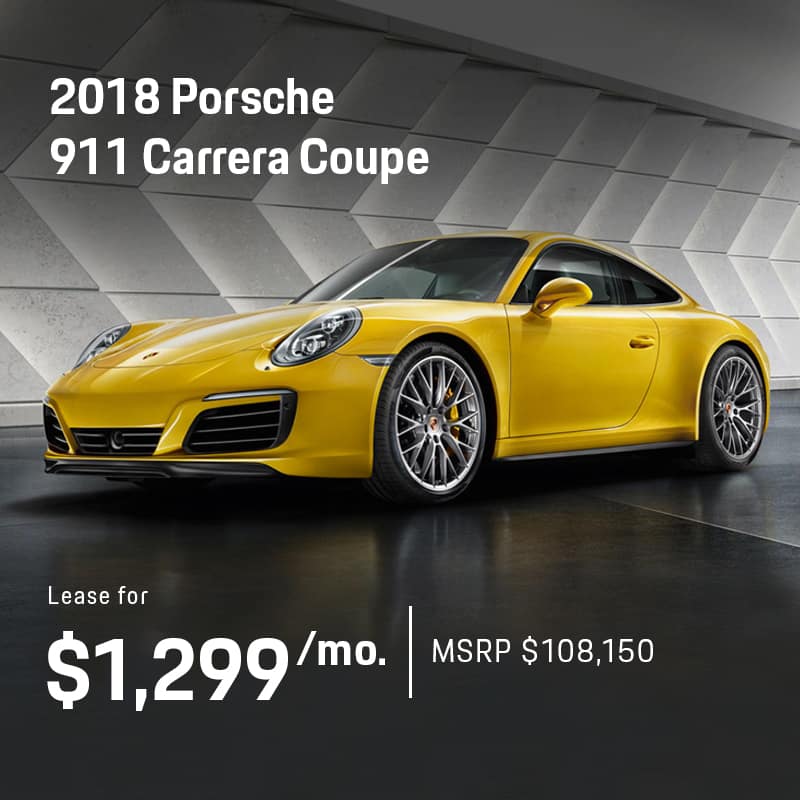 2018 Porsche
911 Carrera Coupe
Lease for
$1,299/mo.
MSRP $108,150